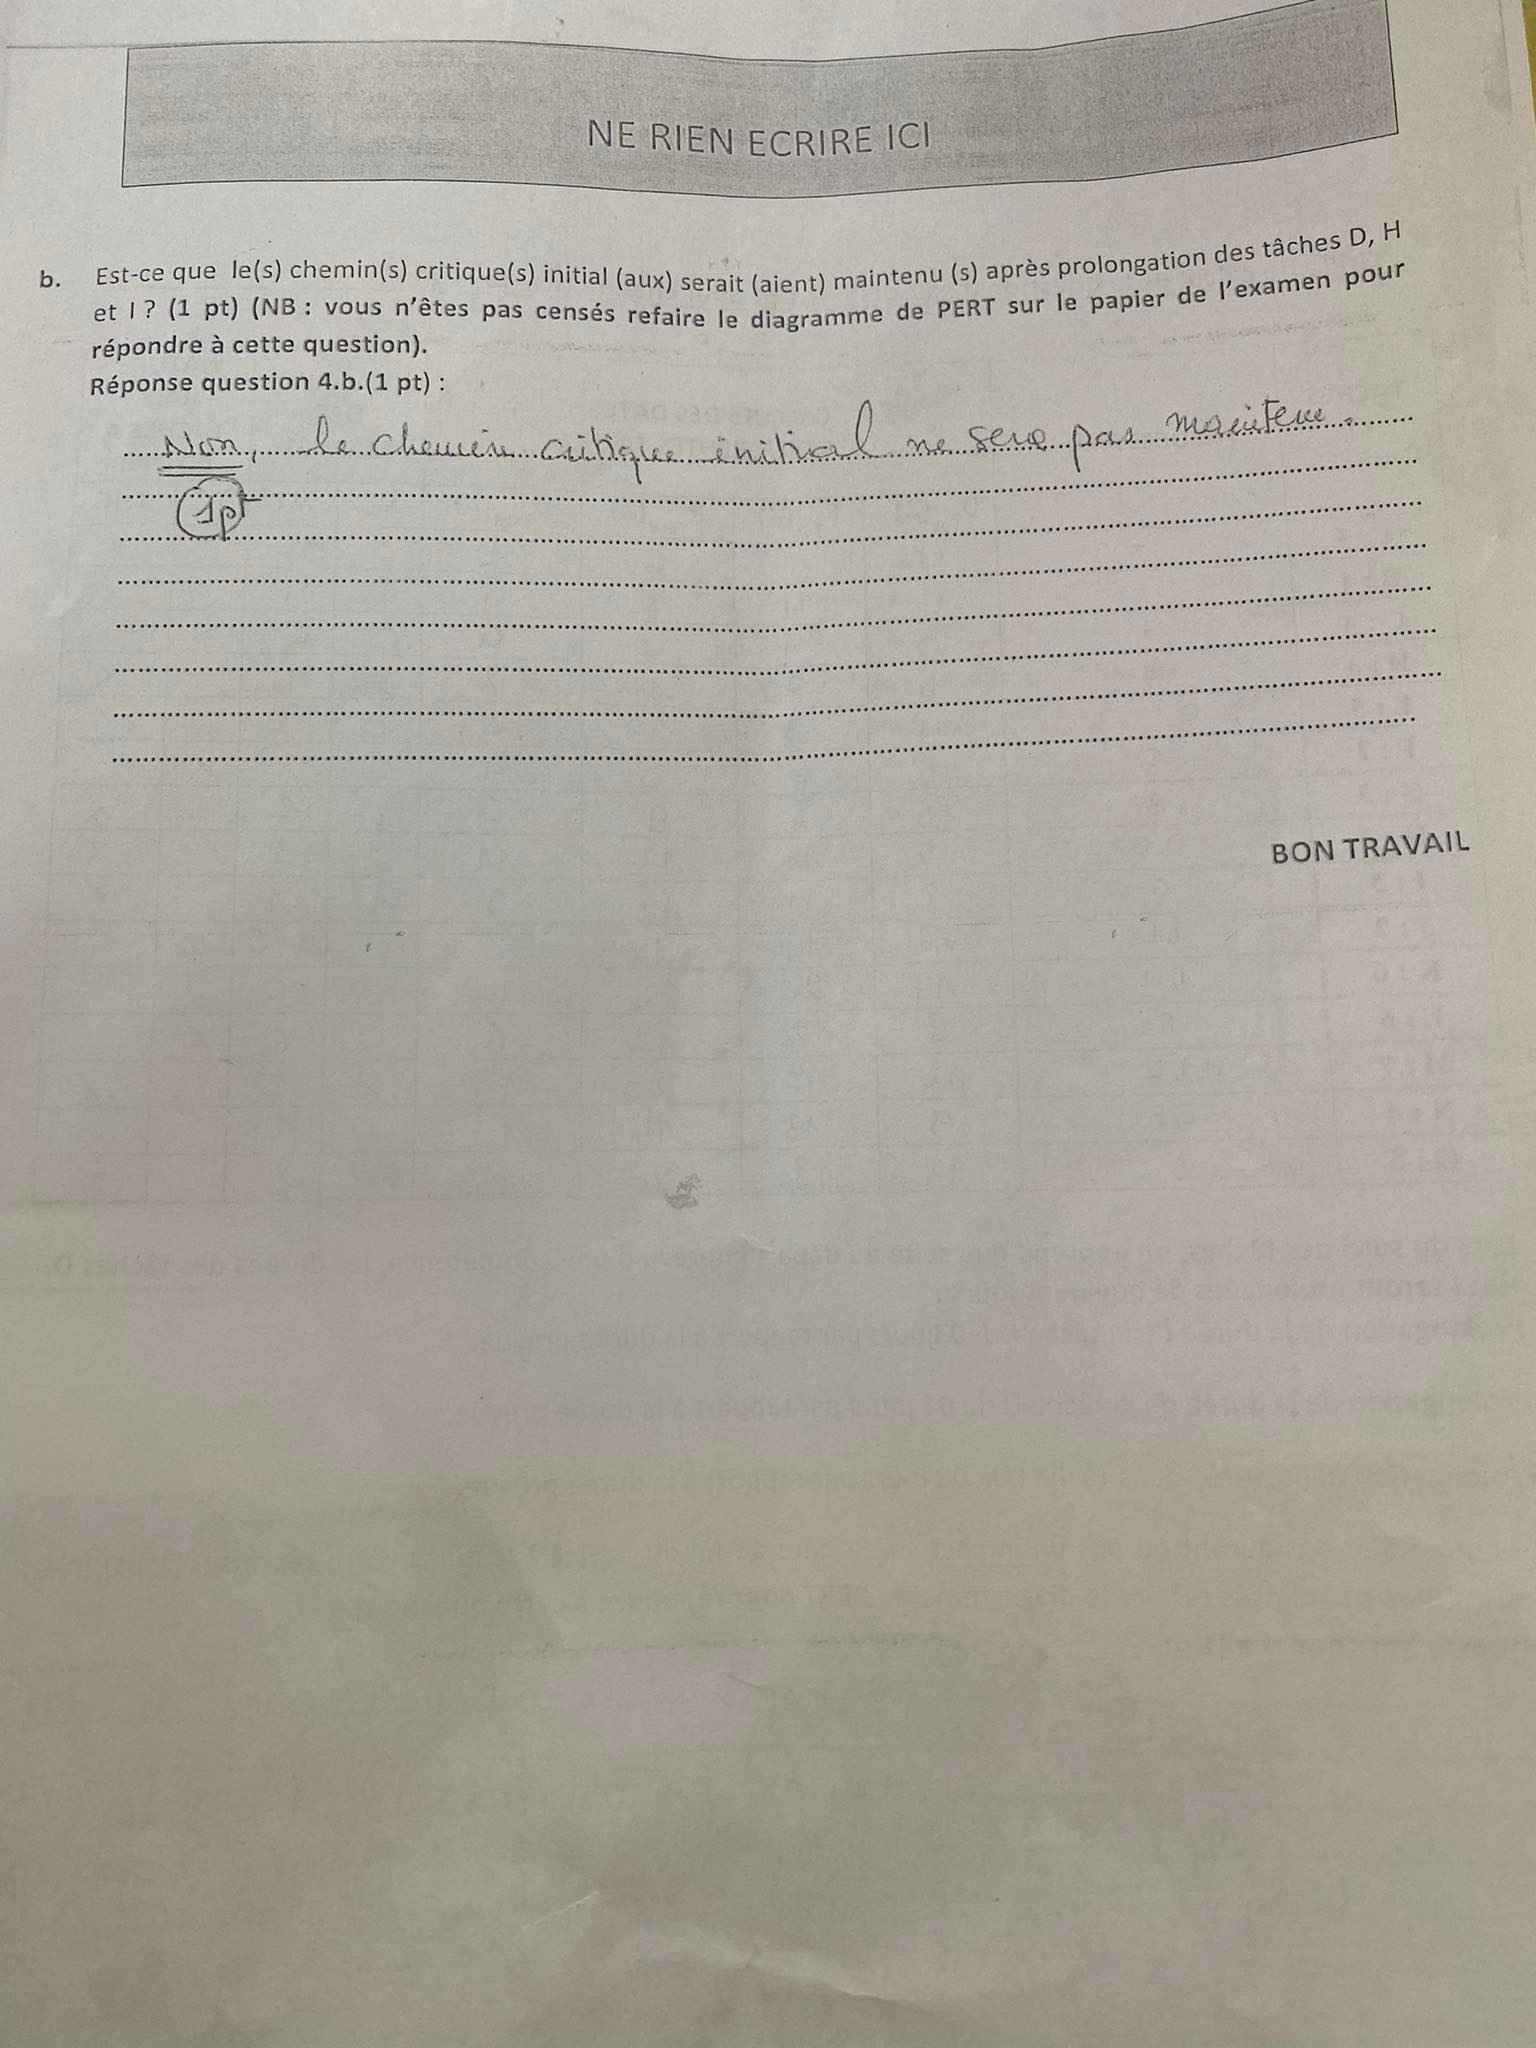 NE RIEN ECRIRE ICI
b. Est-ce que le(s) chemin(s) critique(s) initial (aux) serait (aient) maintenu (s) après prolongation des tâches D, H
et I ? (1 pt) (NB : vous n'êtes pas censés refaire le diagramme de PERT sur le papier de l'examen pour
répondre à cette question).
Réponse question 4.b.(1 pt) :
Non, le chemin critique initial ne sera pas maintenu.
1pt
BON TRAVAIL